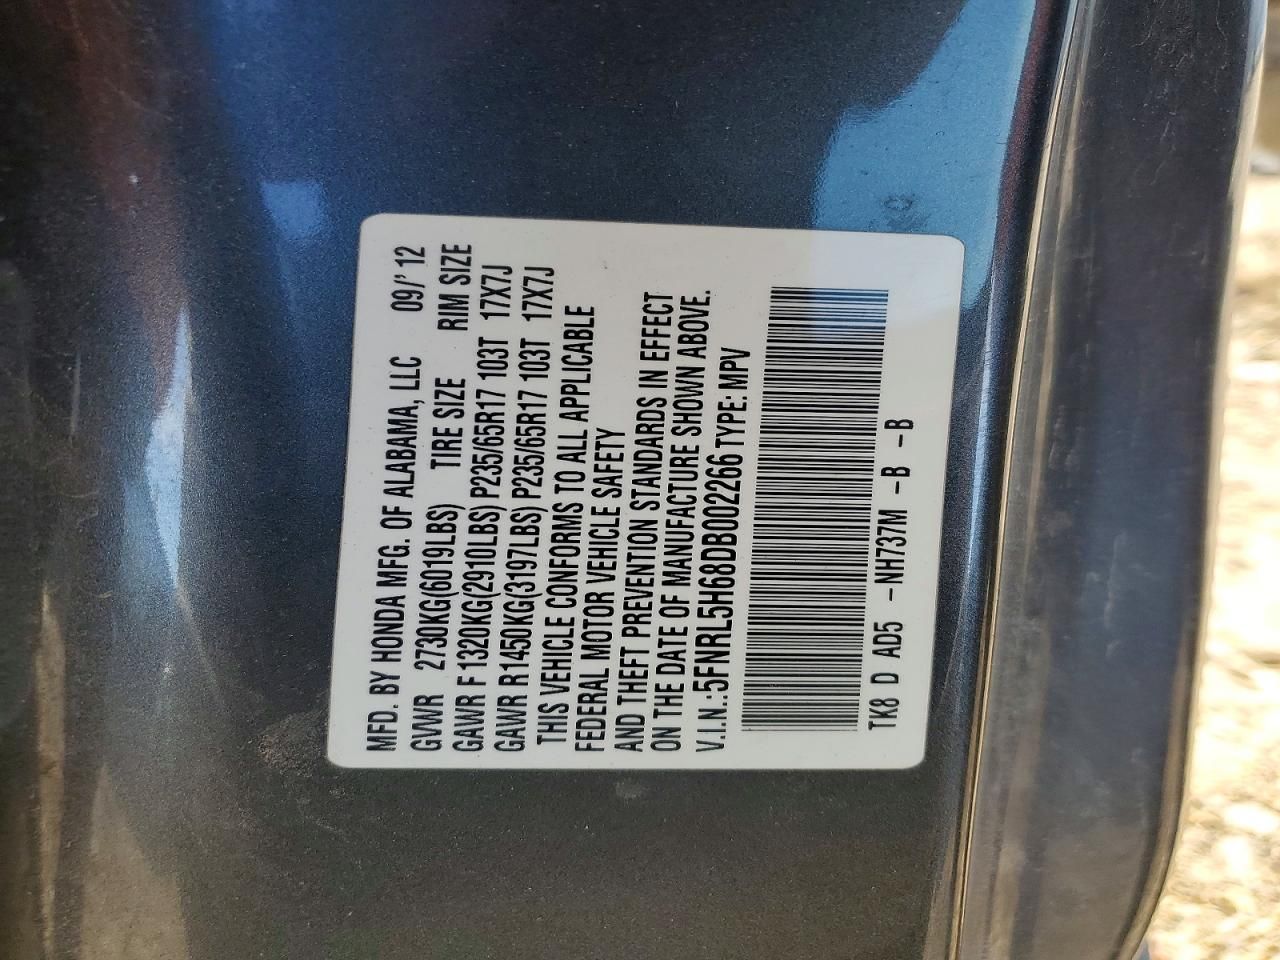 MFD. BY HONDA MFG. OF ALABAMA, LLC 09/' 12
GVWR 2730KG(6019LBS) TIRE SIZE RIM SIZE
GAWR F 1320KG(2910LBS) P235/65R17 103T 17X7J
GAWR R 1450KG(3197LBS) P235/65R17 103T 17X7J
THIS VEHICLE CONFORMS TO ALL APPLICABLE
FEDERAL MOTOR VEHICLE SAFETY
AND THEFT PREVENTION STANDARDS IN EFFECT
ON THE DATE OF MANUFACTURE SHOWN ABOVE.
V.I.N.:5FNRL5H68DB002266 TYPE: MPV
TK8 D AD5 -NH737M -B -B